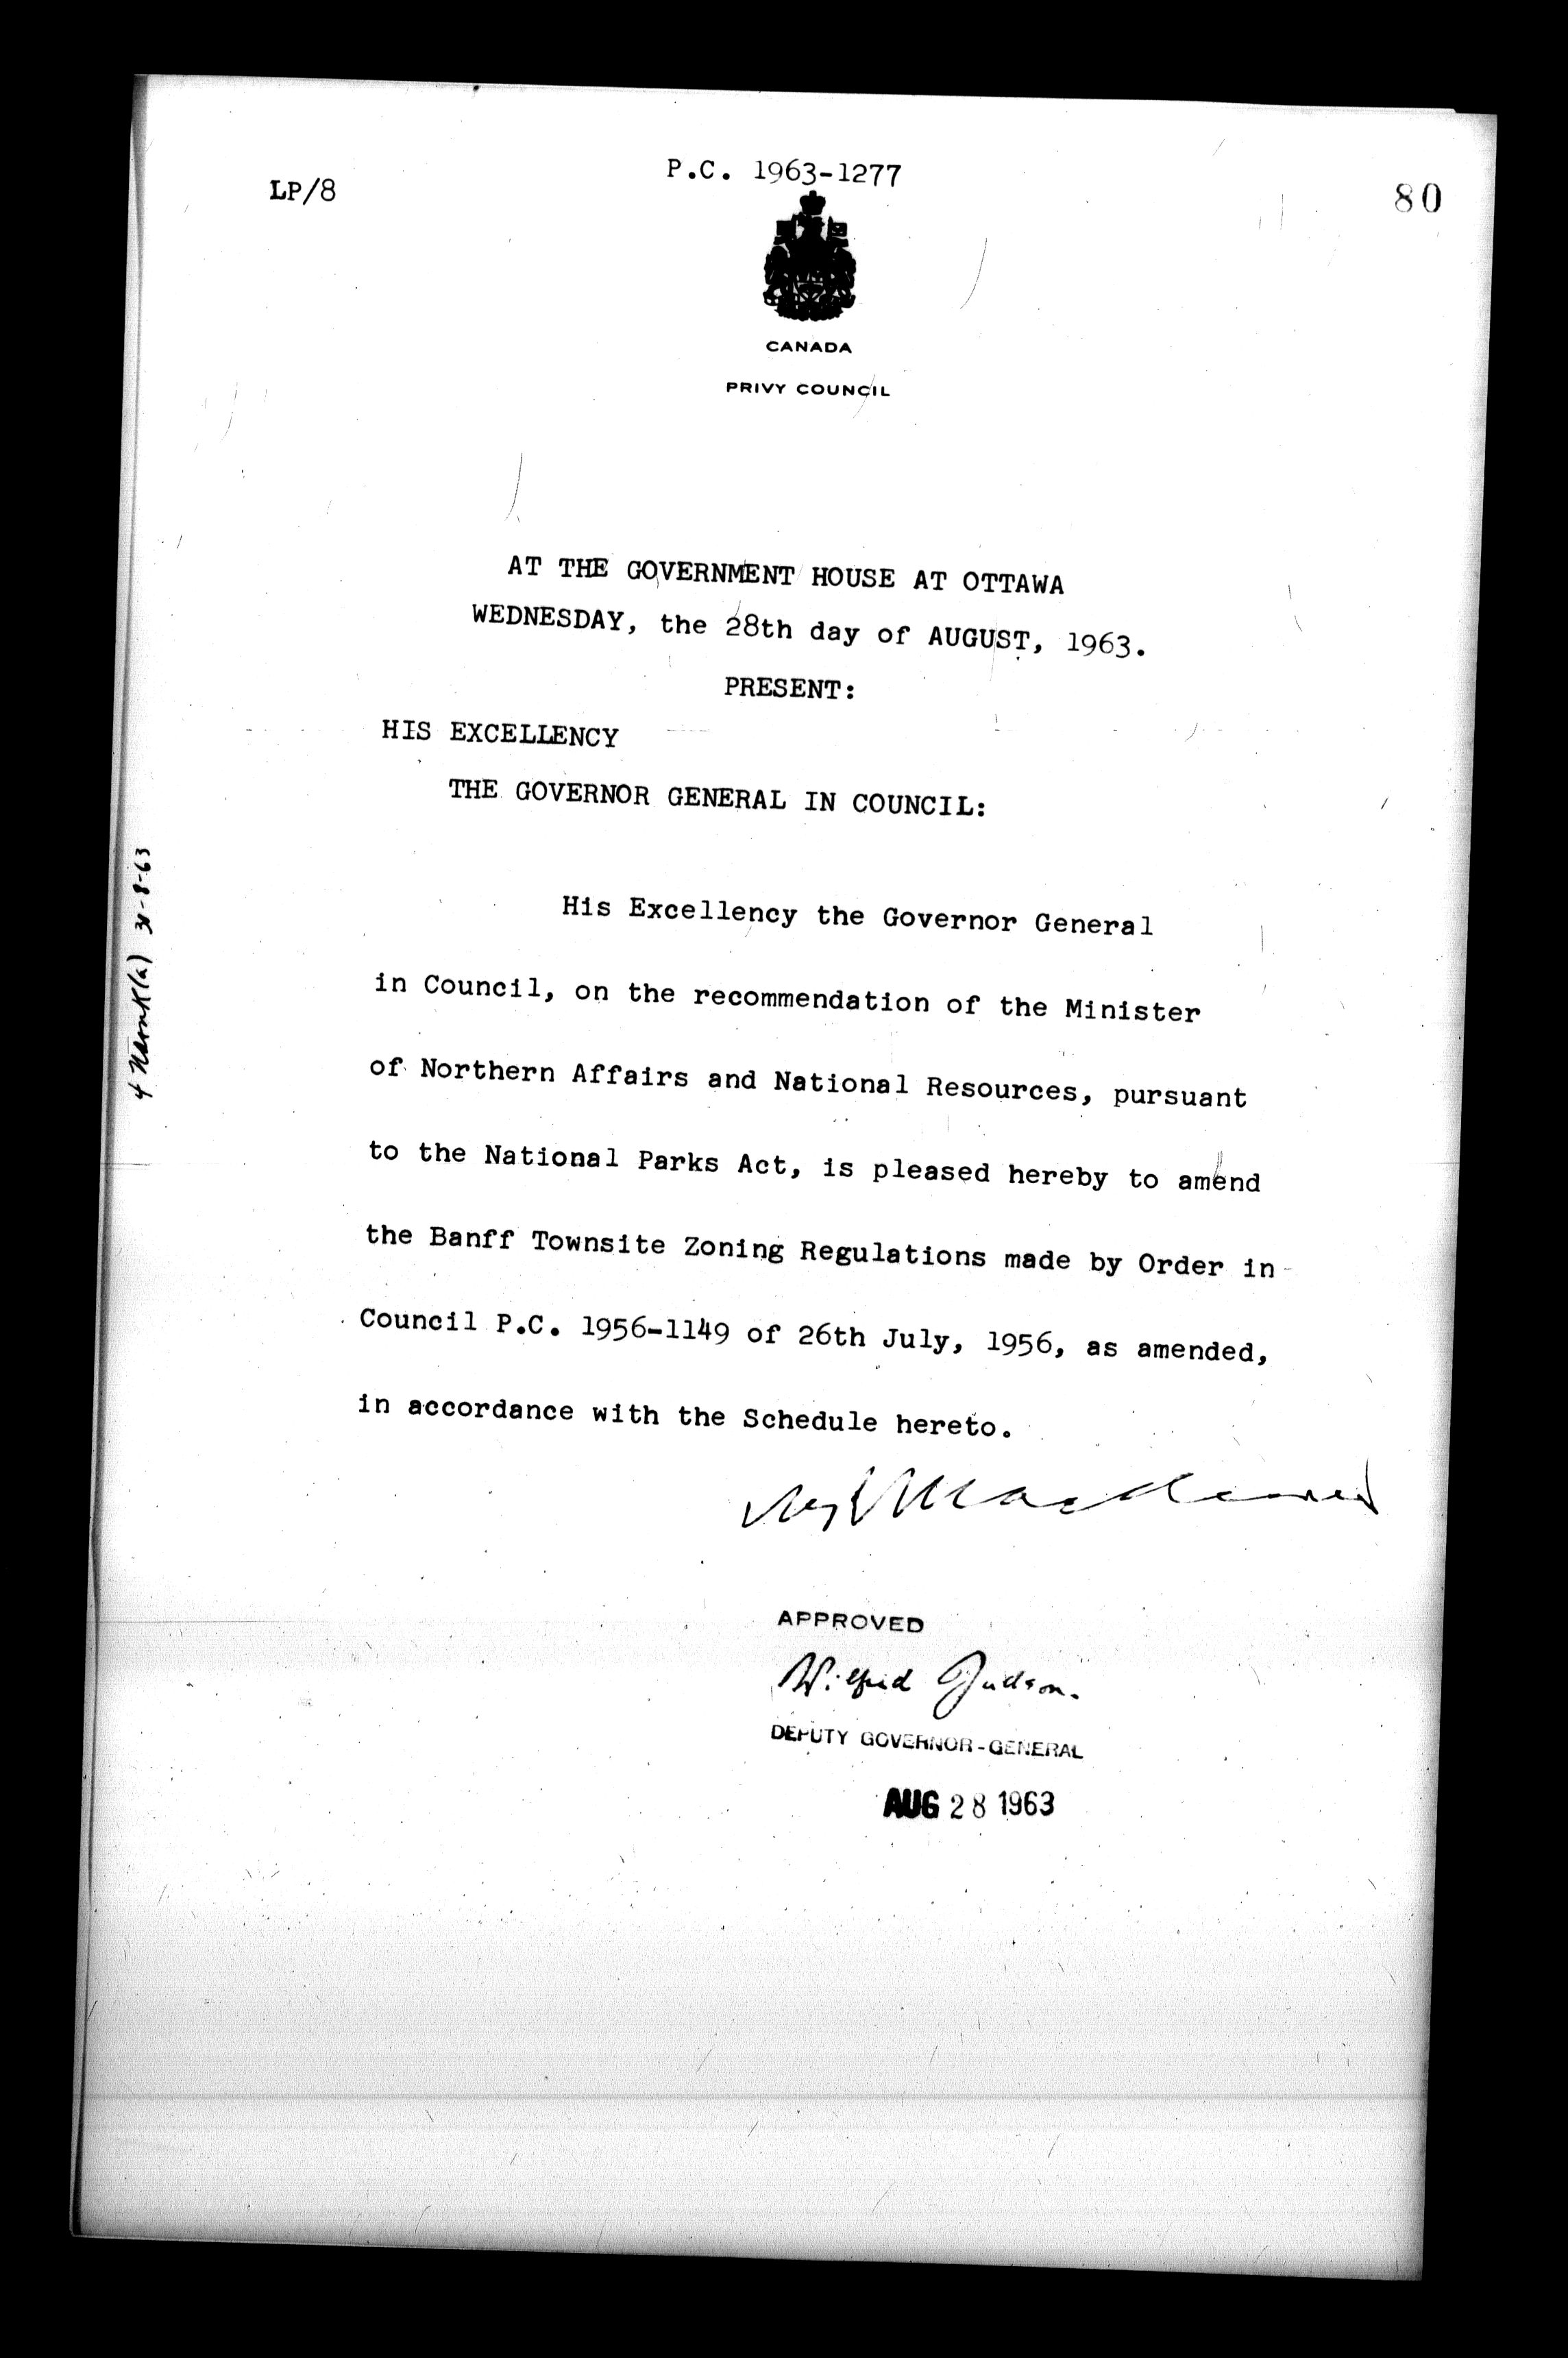 P.C. 1963-1277
LP/8
80
CANADA
PRIVY COUNCIL
AT THE GOVERNMENT HOUSE AT OTTAWA
WEDNESDAY, the 28th day of AUGUST, 1963.
PRESENT:
HIS EXCELLENCY
THE GOVERNOR GENERAL IN COUNCIL:
His Excellency the Governor General
in Council, on the recommendation of the Minister
of Northern Affairs and National Resources, pursuant
to the National Parks Act, is pleased hereby to amend
the Banff Townsite Zoning Regulations made by Order in
Council P.C. 1956-1149 of 26th July, 1956, as amended,
in accordance with the Schedule hereto.
APPROVED
Wilfrid Judson.
DEPUTY GOVERNOR-GENERAL
AUG 28 1963